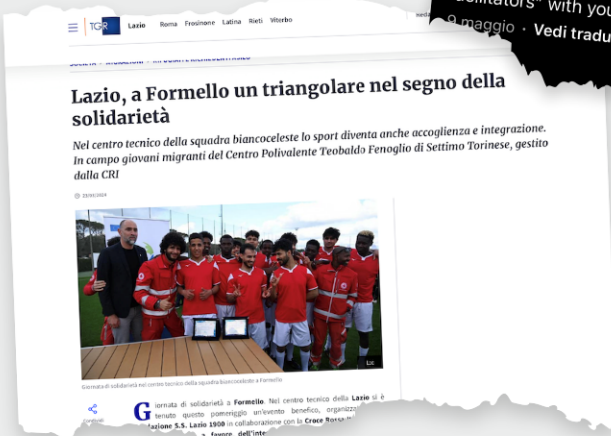 litators" with you
9 maggio · Vedi tradu
TGR Lazio Roma Frosinone Latina Rieti Viterbo
Lazio, a Formello un triangolare nel segno della
solidarietà
Nel centro tecnico della squadra biancoceleste lo sport diventa anche accoglienza e integrazione.
In campo giovani migranti del Centro Polivalente Teobaldo Fenoglio di Settimo Torinese, gestito
dalla CRI
Giornata di solidarietà nel centro tecnico della squadra biancoceleste a Formello
Giornata di solidarietà a Formello. Nel centro tecnico della Lazio si è
tenuto questo pomeriggio un'evento benefico, organizza
azione S.S. Lazio 1900 in collaborazione con la Croce Rossa
a favore dell'inte